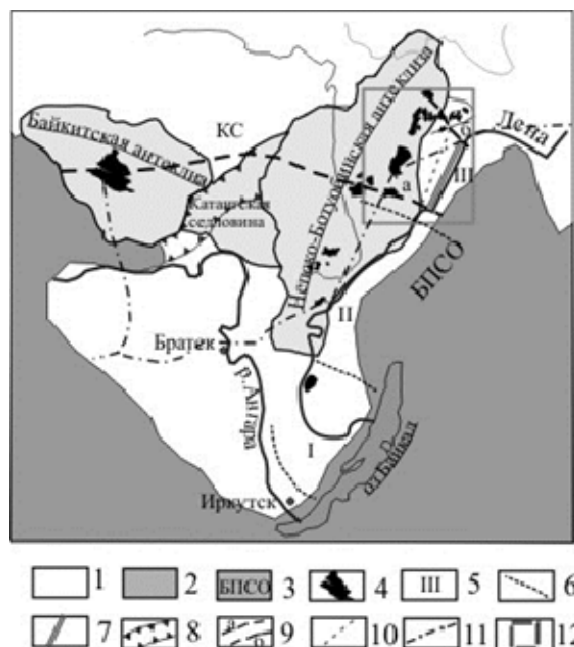 Байкитская антеклиза
КС
Непско-Ботуобинская антеклиза
Лена
Катангская
седловина
а
б
III
БПСО
II
Братск
р. Ангара
I
Иркутск
оз Байкал
1
2
БПСО 3
4
III 5
6
7
8
а б 9
10
11
12